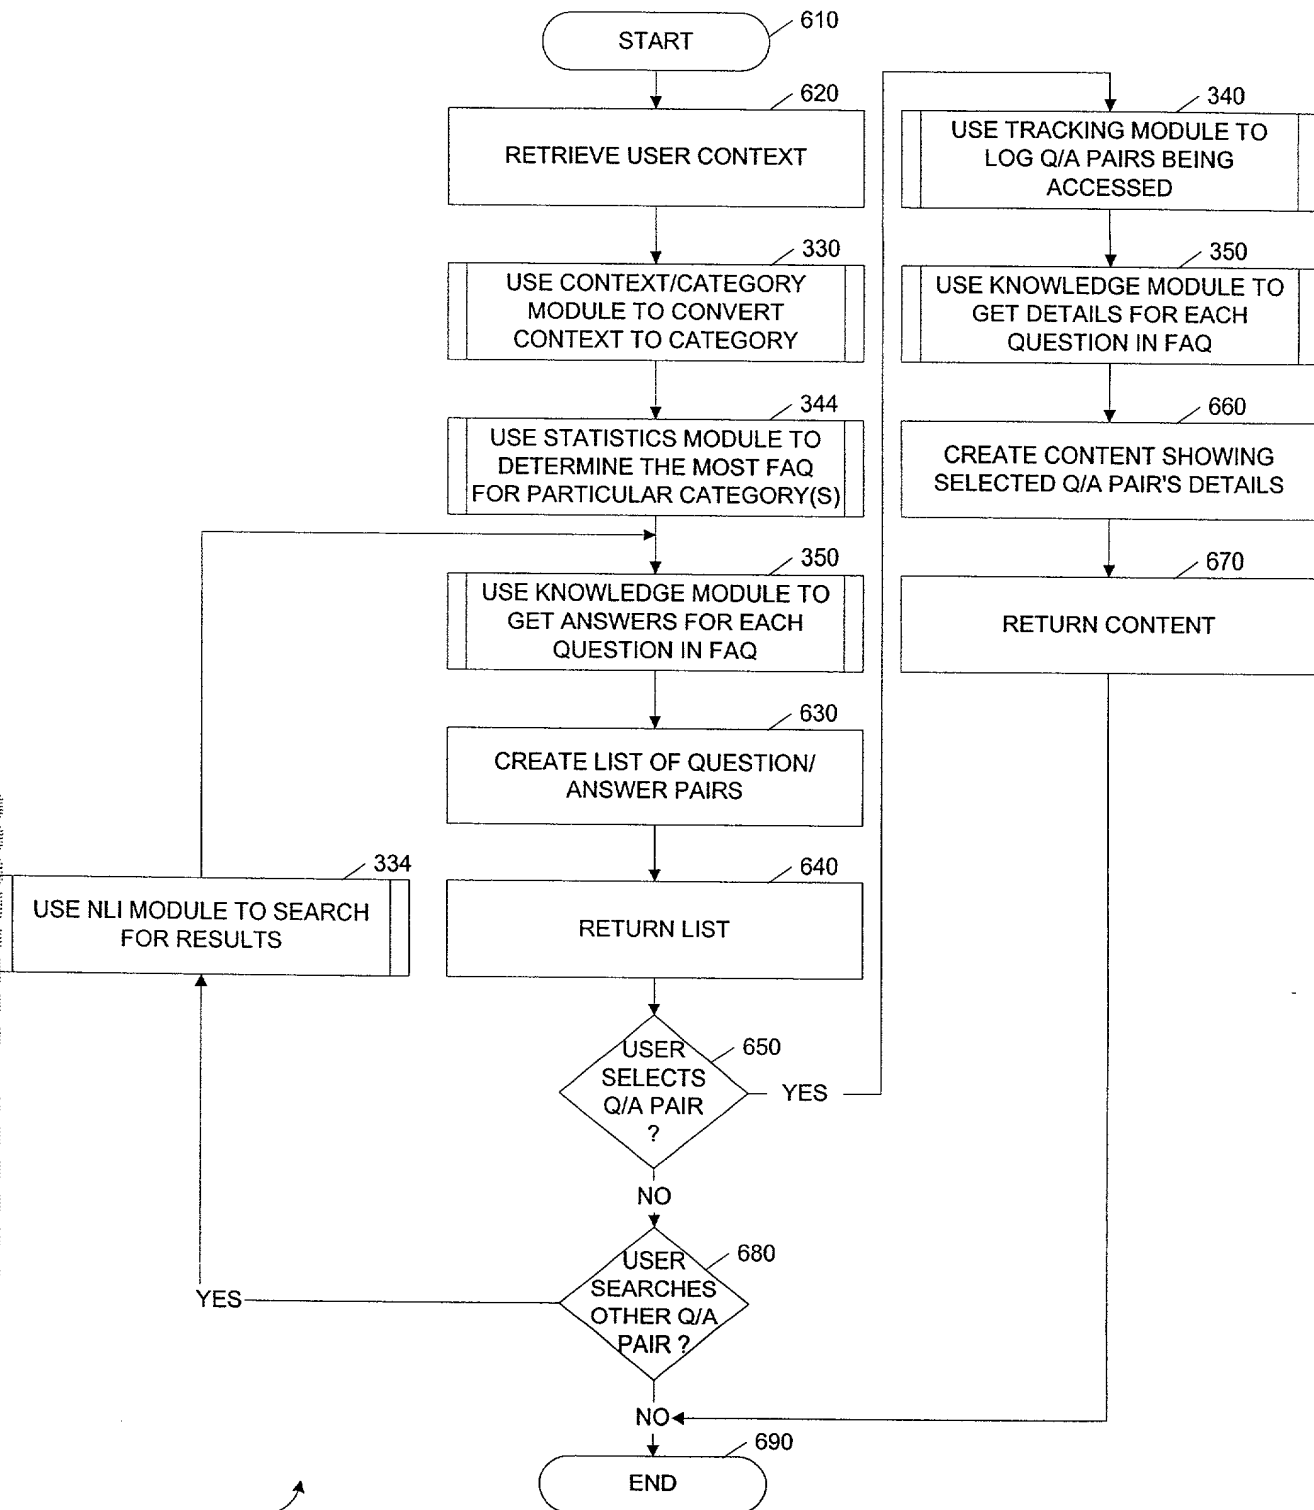 START
610
620
RETRIEVE USER CONTEXT
330
USE CONTEXT/CATEGORY
MODULE TO CONVERT
CONTEXT TO CATEGORY
344
USE STATISTICS MODULE TO
DETERMINE THE MOST FAQ
FOR PARTICULAR CATEGORY(S)
350
USE KNOWLEDGE MODULE TO
GET ANSWERS FOR EACH
QUESTION IN FAQ
630
CREATE LIST OF QUESTION/
ANSWER PAIRS
640
RETURN LIST
650
USER
SELECTS
Q/A PAIR
?
YES
NO
680
USER
SEARCHES
OTHER Q/A
PAIR ?
YES
NO
334
USE NLI MODULE TO SEARCH
FOR RESULTS
340
USE TRACKING MODULE TO
LOG Q/A PAIRS BEING
ACCESSED
350
USE KNOWLEDGE MODULE TO
GET DETAILS FOR EACH
QUESTION IN FAQ
660
CREATE CONTENT SHOWING
SELECTED Q/A PAIR'S DETAILS
670
RETURN CONTENT
690
END